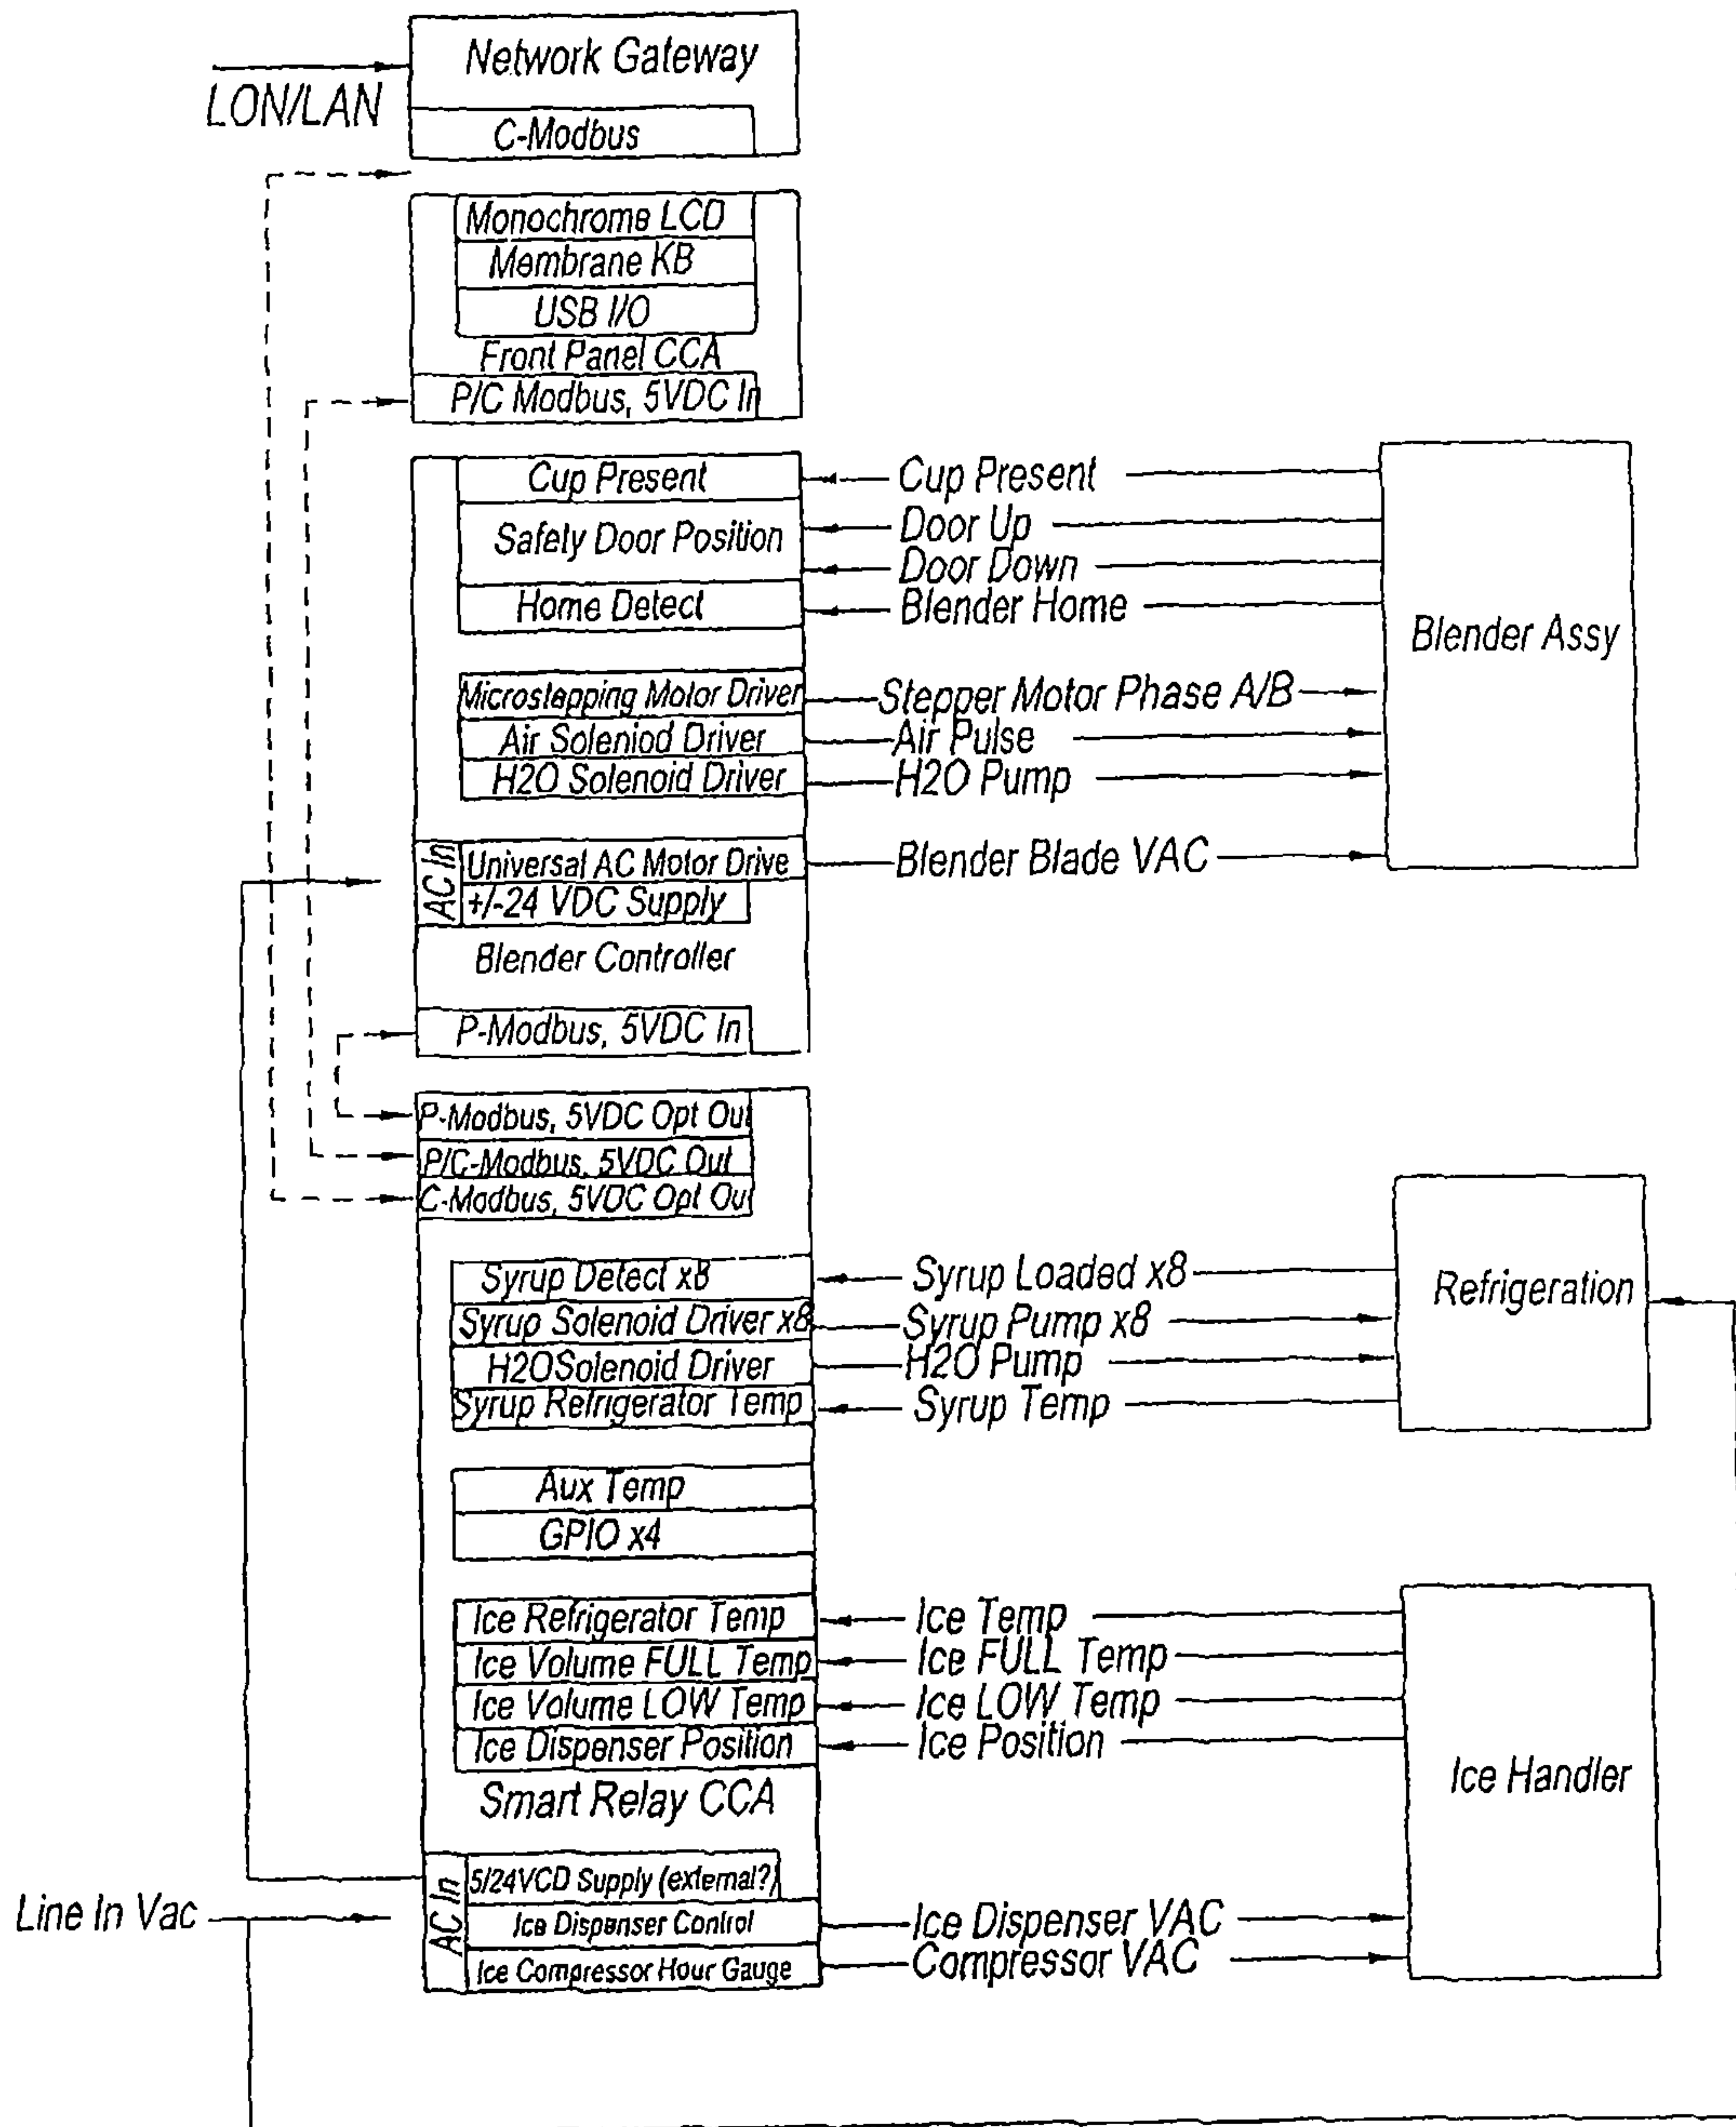 Network Gateway
LON/LAN
C-Modbus
Monochrome LCD
Membrane KB
USB I/O
Front Panel CCA
P/C Modbus, 5VDC In
Cup Present
Cup Present
Safely Door Position
Door Up
Door Down
Home Detect
Blender Home
Blender Assy
Microstepping Motor Driver
Stepper Motor Phase A/B
Air Soleniod Driver
Air Pulse
H2O Solenoid Driver
H2O Pump
AC In
Universal AC Motor Drive
Blender Blade VAC
+/-24 VDC Supply
Blender Controller
P-Modbus, 5VDC In
P-Modbus, 5VDC Opt Out
P/C-Modbus, 5VDC Out
C-Modbus, 5VDC Opt Out
Syrup Detect x8
Syrup Loaded x8
Refrigeration
Syrup Solenoid Driver x8
Syrup Pump x8
H2OSolenoid Driver
H2O Pump
Syrup Refrigerator Temp
Syrup Temp
Aux Temp
GPIO x4
Ice Refrigerator Temp
Ice Temp
Ice Volume FULL Temp
Ice FULL Temp
Ice Volume LOW Temp
Ice LOW Temp
Ice Dispenser Position
Ice Position
Ice Handler
Smart Relay CCA
AC In
5/24VCD Supply (external?)
Line In Vac
Ice Dispenser Control
Ice Dispenser VAC
Ice Compressor Hour Gauge
Compressor VAC